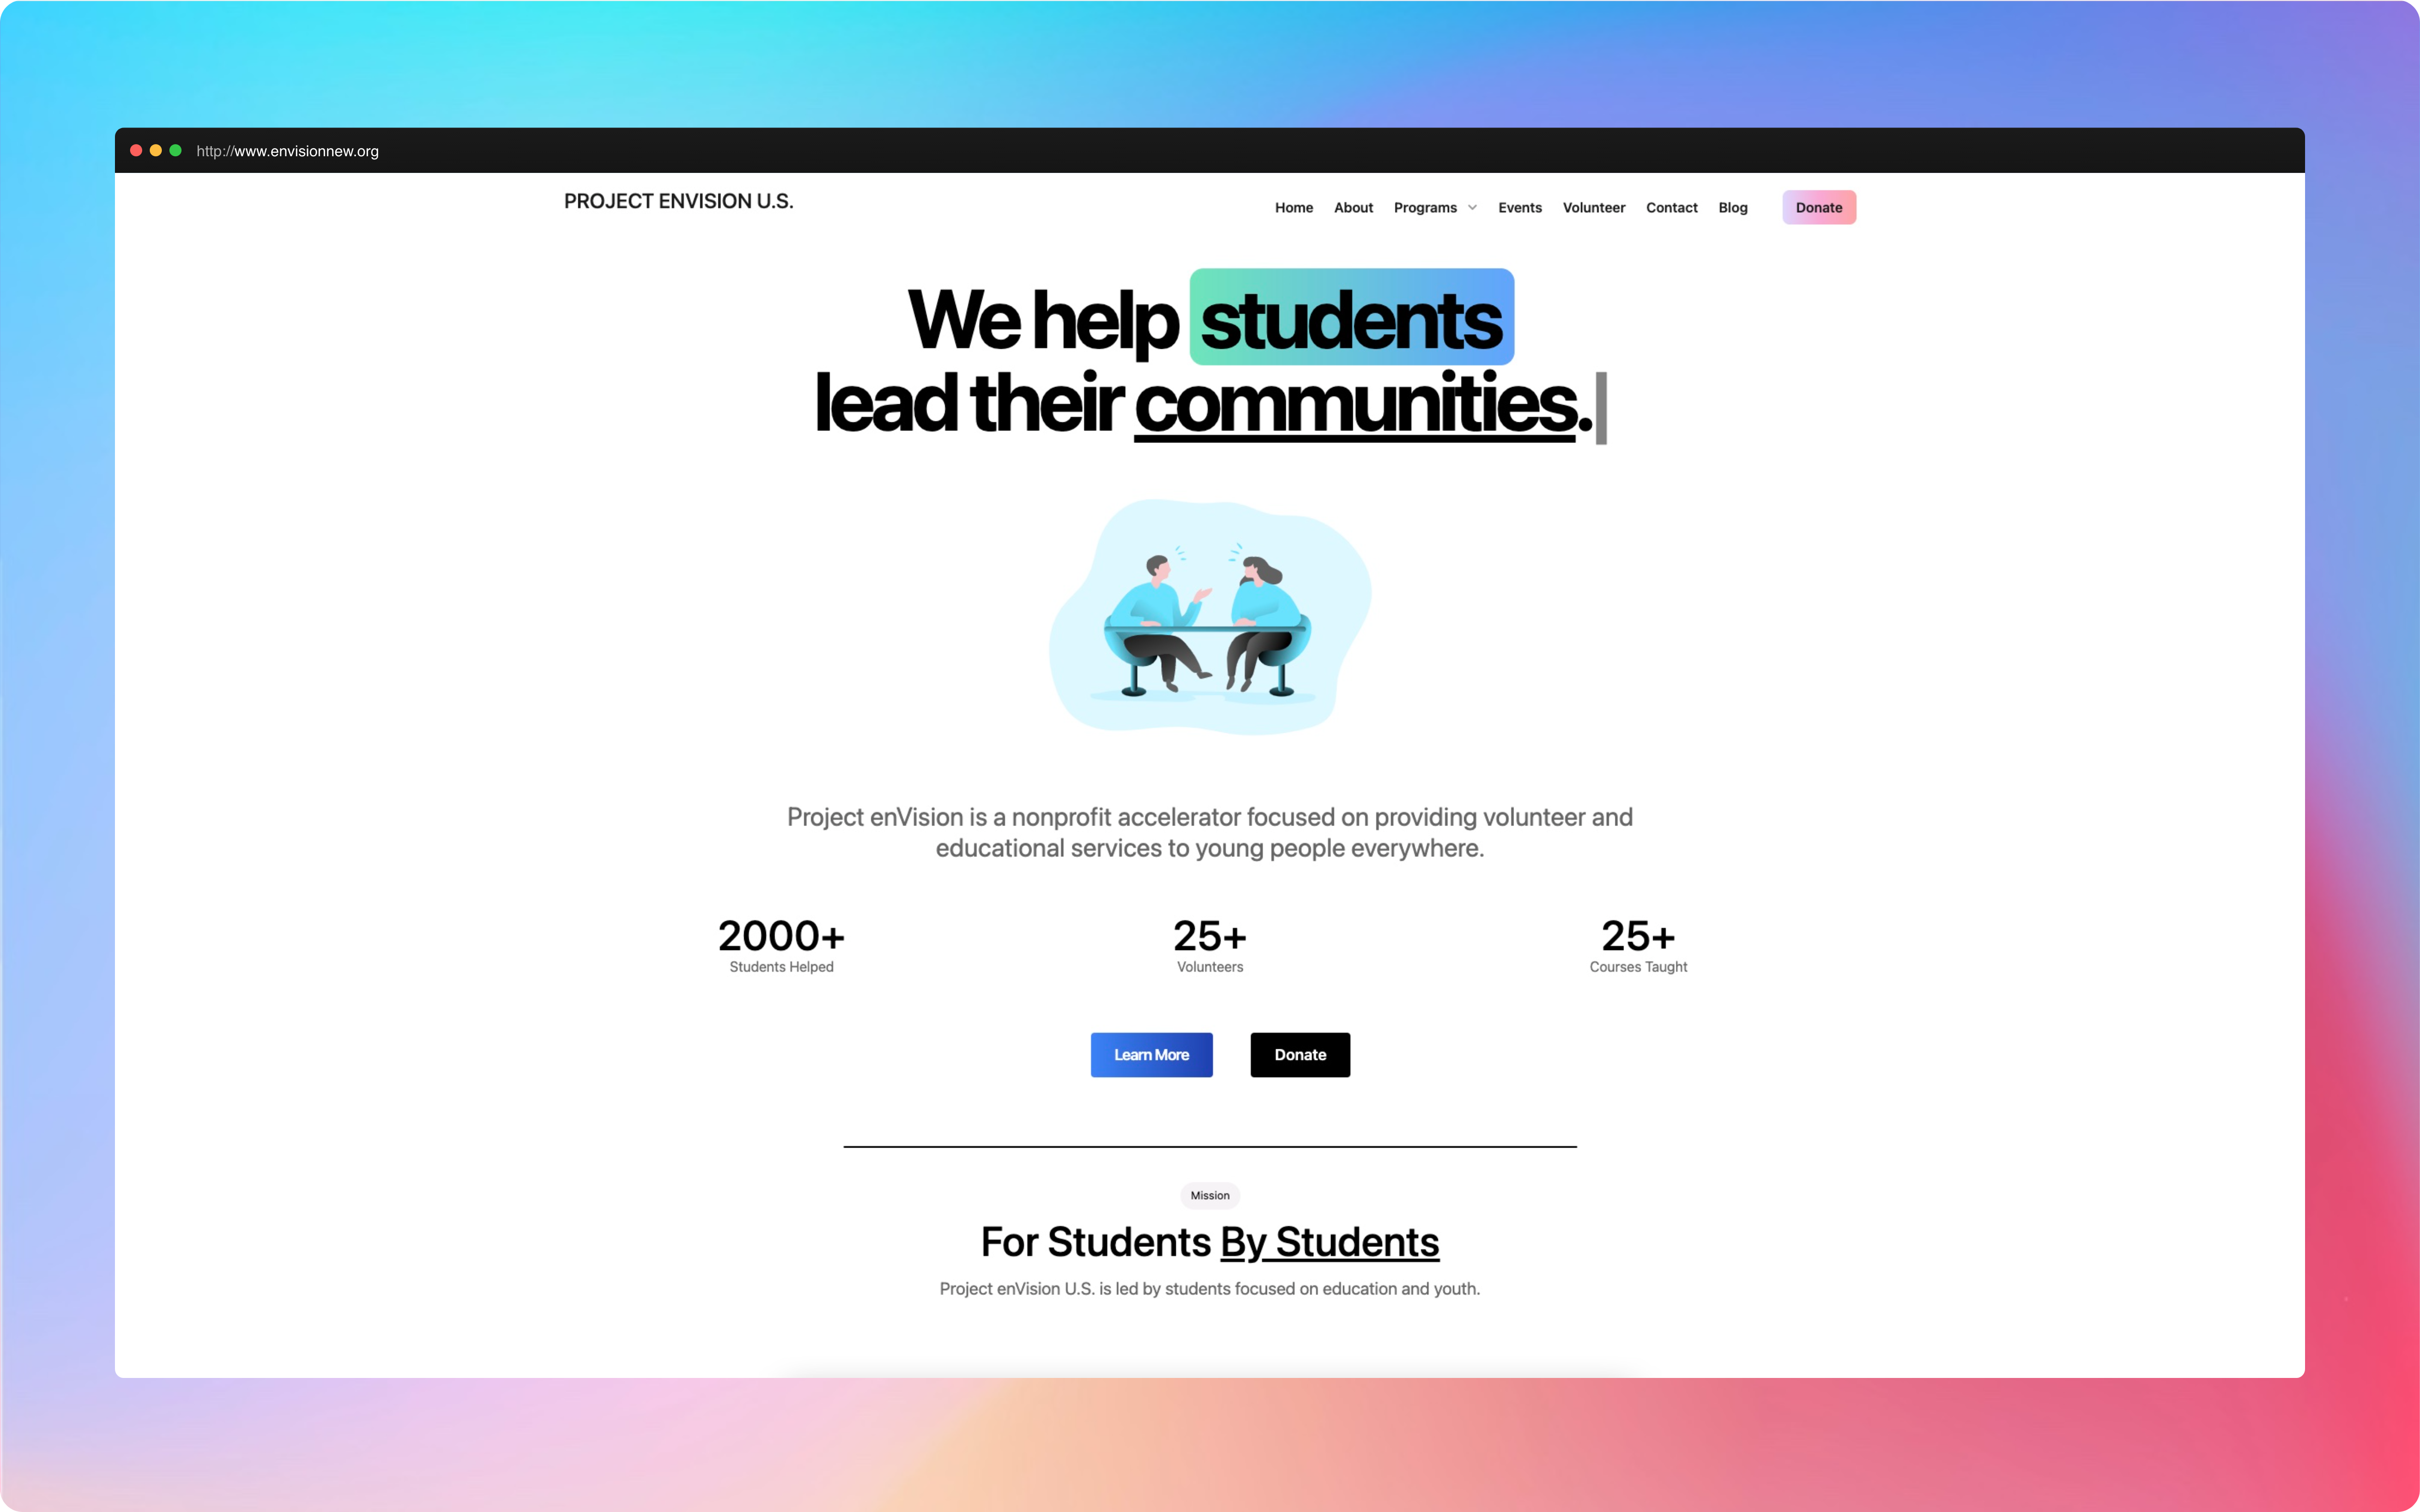 http://www.envisionnew.org
PROJECT ENVISION U.S.
Home About Programs Events Volunteer Contact Blog Donate
We help students
lead their communities.
Project enVision is a nonprofit accelerator focused on providing volunteer and
educational services to young people everywhere.
2000+ 25+ 25+
Students Helped Volunteers Courses Taught
Learn More Donate
Mission
For Students By Students
Project enVision U.S. is led by students focused on education and youth.